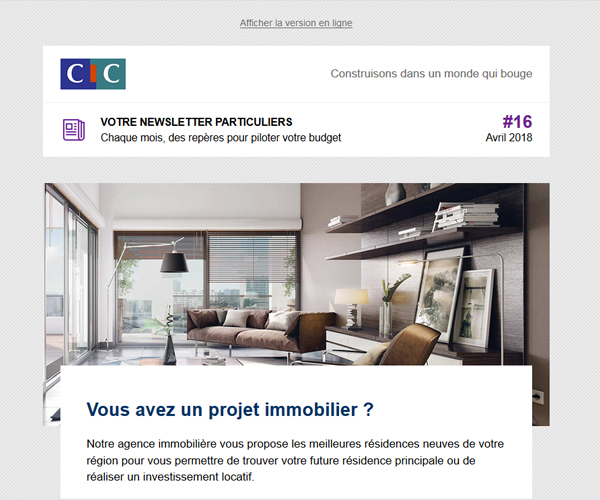 Afficher la version en ligne
CIC
Construisons dans un monde qui bouge
VOTRE NEWSLETTER PARTICULIERS
#16
Chaque mois, des repères pour piloter votre budget
Avril 2018
Vous avez un projet immobilier ?
Notre agence immobilière vous propose les meilleures résidences neuves de votre
région pour vous permettre de trouver votre future résidence principale ou de
réaliser un investissement locatif.